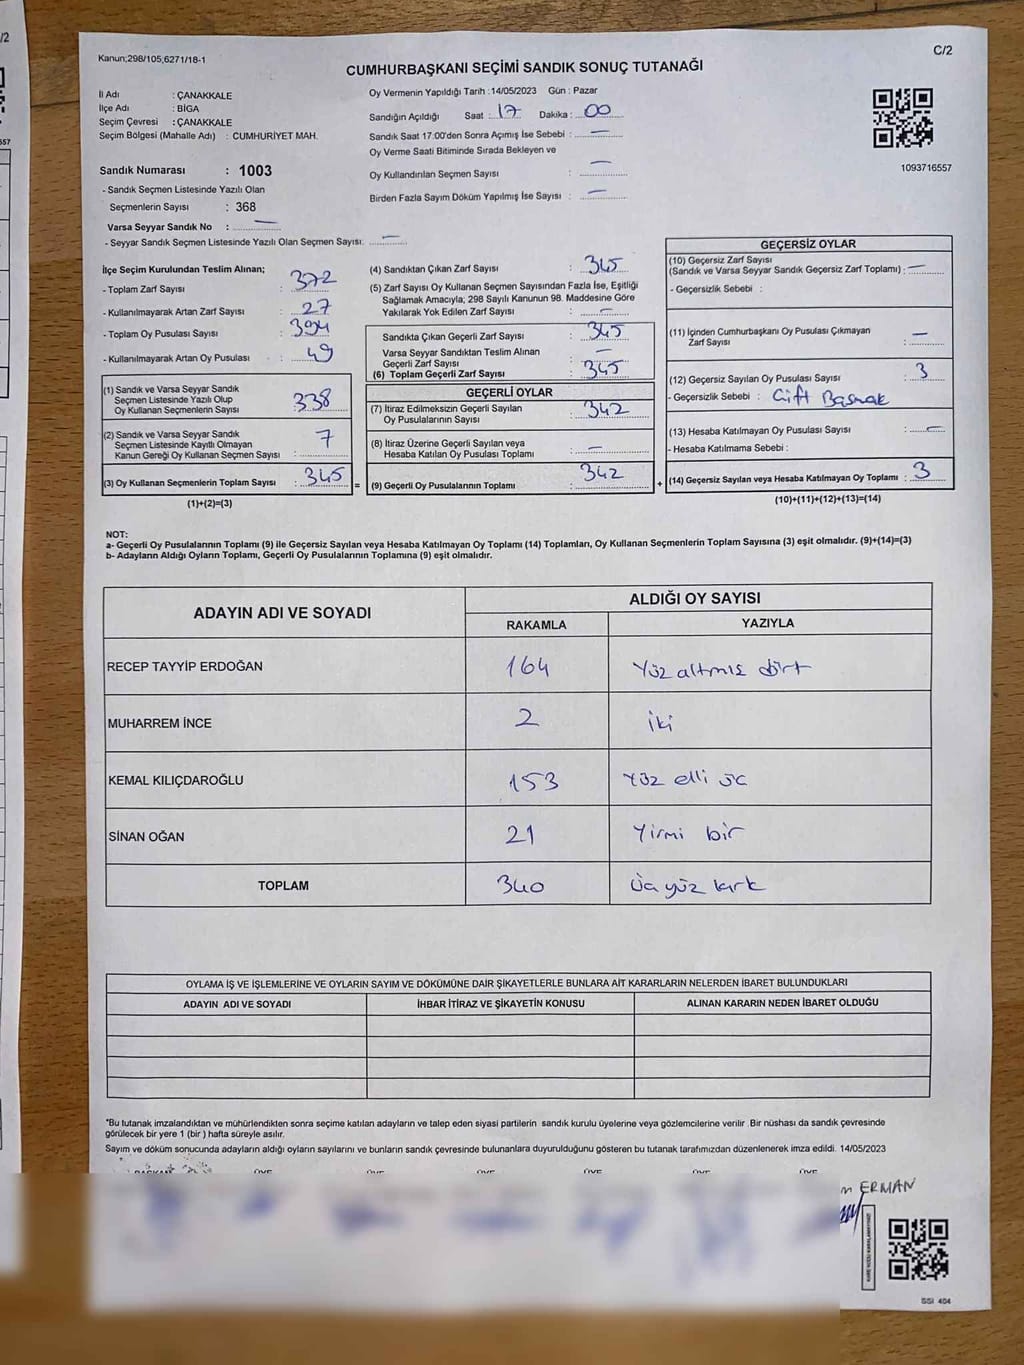 /2
557
C/2
Kanun;298/105,6271/18-1
CUMHURBAŞKANI SEÇİMİ SANDIK SONUÇ TUTANAĞI
İl Adı : ÇANAKKALE
İlçe Adı : BİGA
Seçim Çevresi : ÇANAKKALE
Seçim Bölgesi (Mahalle Adı) : CUMHURİYET MAH.
Oy Vermenin Yapıldığı Tarih :14/05/2023 Gün : Pazar
Sandığın Açıldığı Saat : 17 Dakika : 00
Sandık Saat 17:00'den Sonra Açımış İse Sebebi : —
Oy Verme Saati Bitiminde Sırada Bekleyen ve
Oy Kullandırılan Seçmen Sayısı : —
Birden Fazla Sayım Döküm Yapılmış İse Sayısı : —
1093716557
Sandık Numarası : 1003
- Sandık Seçmen Listesinde Yazılı Olan
Seçmenlerin Sayısı : 368
Varsa Seyyar Sandık No : —
- Seyyar Sandık Seçmen Listesinde Yazılı Olan Seçmen Sayısı: —
İlçe Seçim Kurulundan Teslim Alınan;
- Toplam Zarf Sayısı : 372
- Kullanılmayarak Artan Zarf Sayısı : 27
- Toplam Oy Pusulası Sayısı : 394
- Kullanılmayarak Artan Oy Pusulası : 49
(1) Sandık ve Varsa Seyyar Sandık
Seçmen Listesinde Yazılı Olup
Oy Kullanan Seçmenlerin Sayısı : 338
(2) Sandık ve Varsa Seyyar Sandık
Seçmen Listesinde Kayıtlı Olmayan
Kanun Gereği Oy Kullanan Seçmen Sayısı : 7
(3) Oy Kullanan Seçmenlerin Toplam Sayısı : 345 =
(1)+(2)=(3)
(4) Sandıktan Çıkan Zarf Sayısı : 345
(5) Zarf Sayısı Oy Kullanan Seçmen Sayısından Fazla İse, Eşitliği
Sağlamak Amacıyla; 298 Sayılı Kanunun 98. Maddesine Göre
Yakılarak Yok Edilen Zarf Sayısı : —
Sandıkta Çıkan Geçerli Zarf Sayısı : 345
Varsa Seyyar Sandıktan Teslim Alınan
Geçerli Zarf Sayısı : —
(6) Toplam Geçerli Zarf Sayısı : 345
GEÇERLİ OYLAR
(7) İtiraz Edilmeksizin Geçerli Sayılan
Oy Pusulalarının Sayısı : 342
(8) İtiraz Üzerine Geçerli Sayılan veya
Hesaba Katılan Oy Pusulası Toplamı : —
(9) Geçerli Oy Pusulalarının Toplamı : 342 +
GEÇERSİZ OYLAR
(10) Geçersiz Zarf Sayısı
(Sandık ve Varsa Seyyar Sandık Geçersiz Zarf Toplamı) : —
- Geçersizlik Sebebi :
(11) İçinden Cumhurbaşkanı Oy Pusulası Çıkmayan
Zarf Sayısı : —
(12) Geçersiz Sayılan Oy Pusulası Sayısı : 3
- Geçersizlik Sebebi : Çift Basmak
(13) Hesaba Katılmayan Oy Pusulası Sayısı : —
- Hesaba Katılmama Sebebi :
(14) Geçersiz Sayılan veya Hesaba Katılmayan Oy Toplamı : 3
(10)+(11)+(12)+(13)=(14)
NOT:
a- Geçerli Oy Pusulalarının Toplamı (9) ile Geçersiz Sayılan veya Hesaba Katılmayan Oy Toplamı (14) Toplamları, Oy Kullanan Seçmenlerin Toplam Sayısına (3) eşit olmalıdır. (9)+(14)=(3)
b- Adayların Aldığı Oyların Toplamı, Geçerli Oy Pusulalarının Toplamına (9) eşit olmalıdır.
ADAYIN ADI VE SOYADI ALDIĞI OY SAYISI
RAKAMLA YAZIYLA
RECEP TAYYİP ERDOĞAN 164 Yüz altmış dört
MUHARREM İNCE 2 iki
KEMAL KILIÇDAROĞLU 153 Yüz elli üç
SİNAN OĞAN 21 Yirmi bir
TOPLAM 340 Üç yüz kırk
OYLAMA İŞ VE İŞLEMLERİNE VE OYLARIN SAYIM VE DÖKÜMÜNE DAİR ŞİKAYETLERLE BUNLARA AİT KARARLARIN NELERDEN İBARET BULUNDUKLARI
ADAYIN ADI VE SOYADI İHBAR İTİRAZ VE ŞİKAYETİN KONUSU ALINAN KARARIN NEDEN İBARET OLDUĞU
*Bu tutanak imzalandıktan ve mühürlendikten sonra seçime katılan adayların ve talep eden siyasi partilerin sandık kurulu üyelerine veya gözlemcilerine verilir .Bir nüshası da sandık çevresinde
görülecek bir yere 1 (bir ) hafta süreyle asılır.
Sayım ve döküm sonucunda adayların aldığı oyların sayılarını ve bunların sandık çevresinde bulunanlara duyurulduğunu gösteren bu tutanak tarafımızdan düzenlenerek imza edildi. 14/05/2023
BAŞKAN ÜYE ÜYE ÜYE ÜYE ÜYE ÜYE
ERMAN
SSI 404